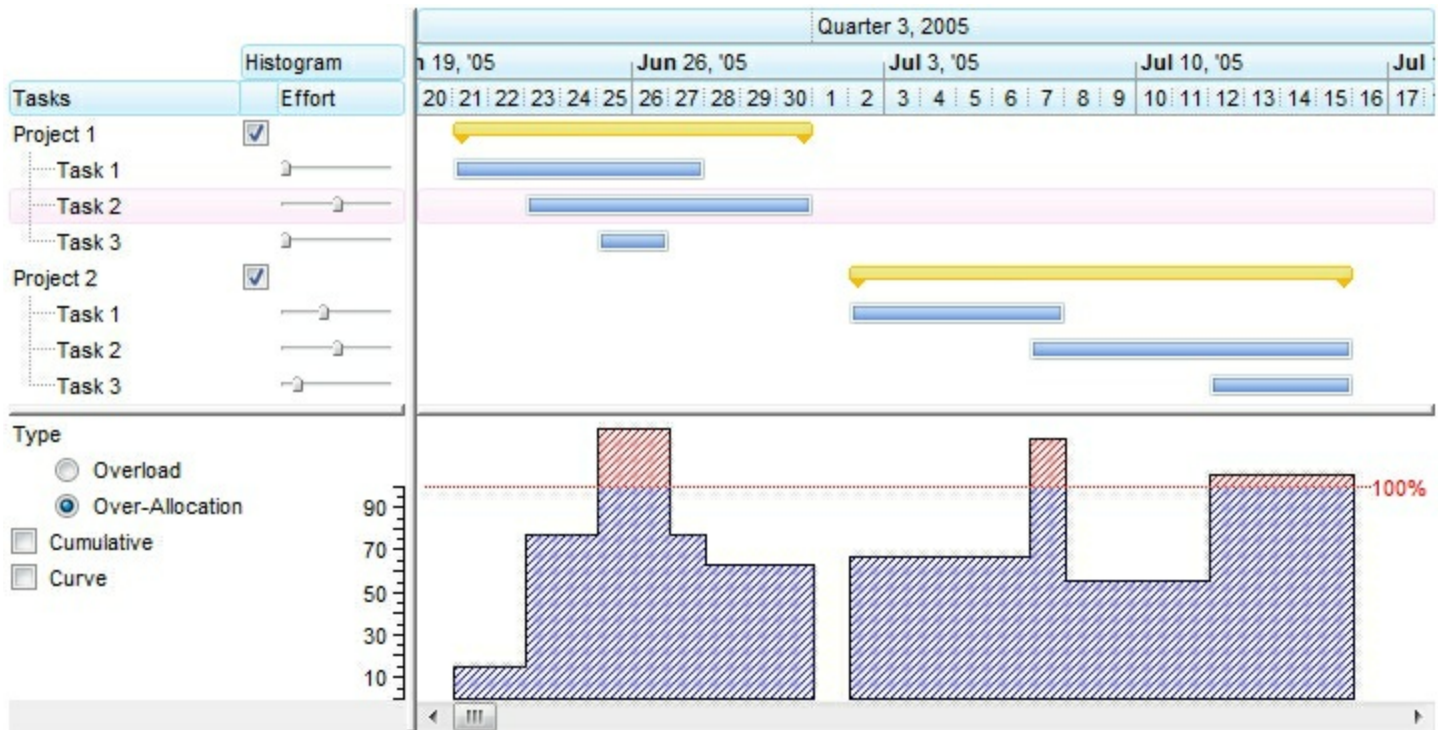 Quarter 3, 2005
Histogram 19, '05 Jun 26, '05 Jul 3, '05 Jul 10, '05 Jul
Tasks Effort 20 21 22 23 24 25 26 27 28 29 30 1 2 3 4 5 6 7 8 9 10 11 12 13 14 15 16 17
Project 1
Task 1
Task 2
Task 3
Project 2
Task 1
Task 2
Task 3
Type
Overload
100%
Over-Allocation
90
Cumulative
70
Curve
50
30
10